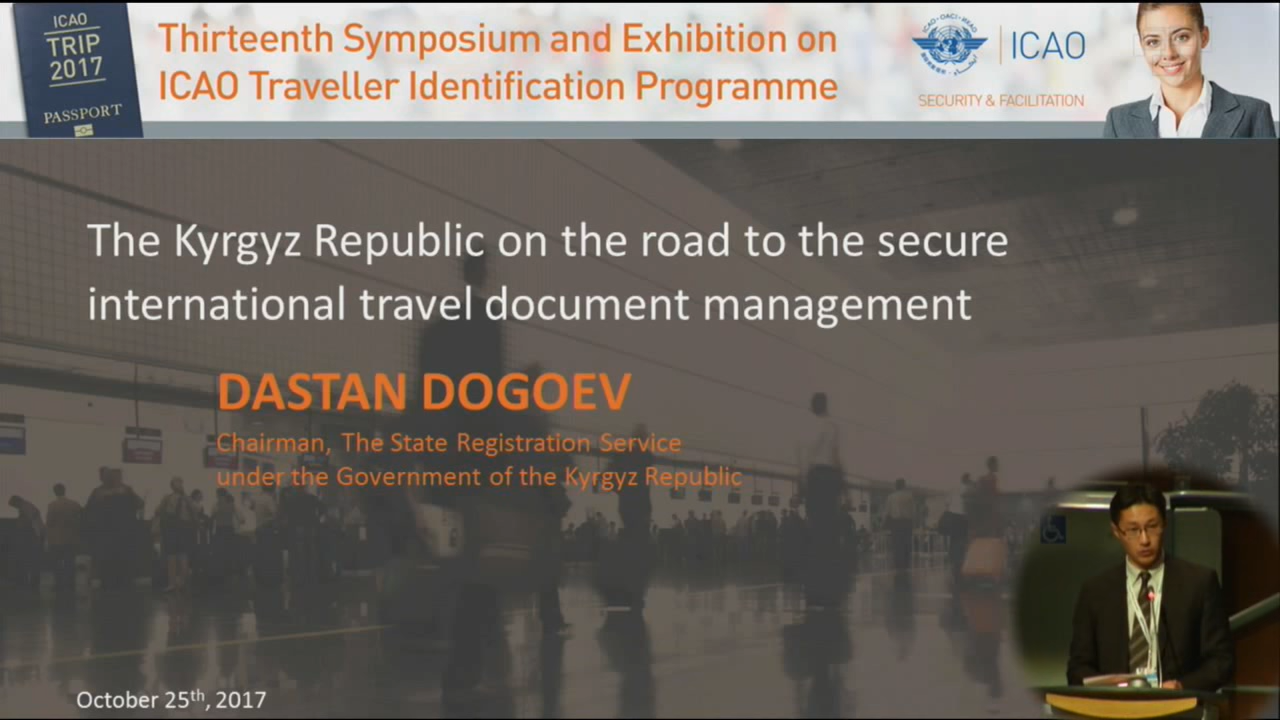 ICAO
TRIP
2017
PASSPORT
Thirteenth Symposium and Exhibition on
ICAO Traveller Identification Programme
ICAO
SECURITY & FACILITATION
The Kyrgyz Republic on the road to the secure
international travel document management
DASTAN DOGOEV
Chairman, The State Registration Service
under the Government of the Kyrgyz Republic
October 25th, 2017